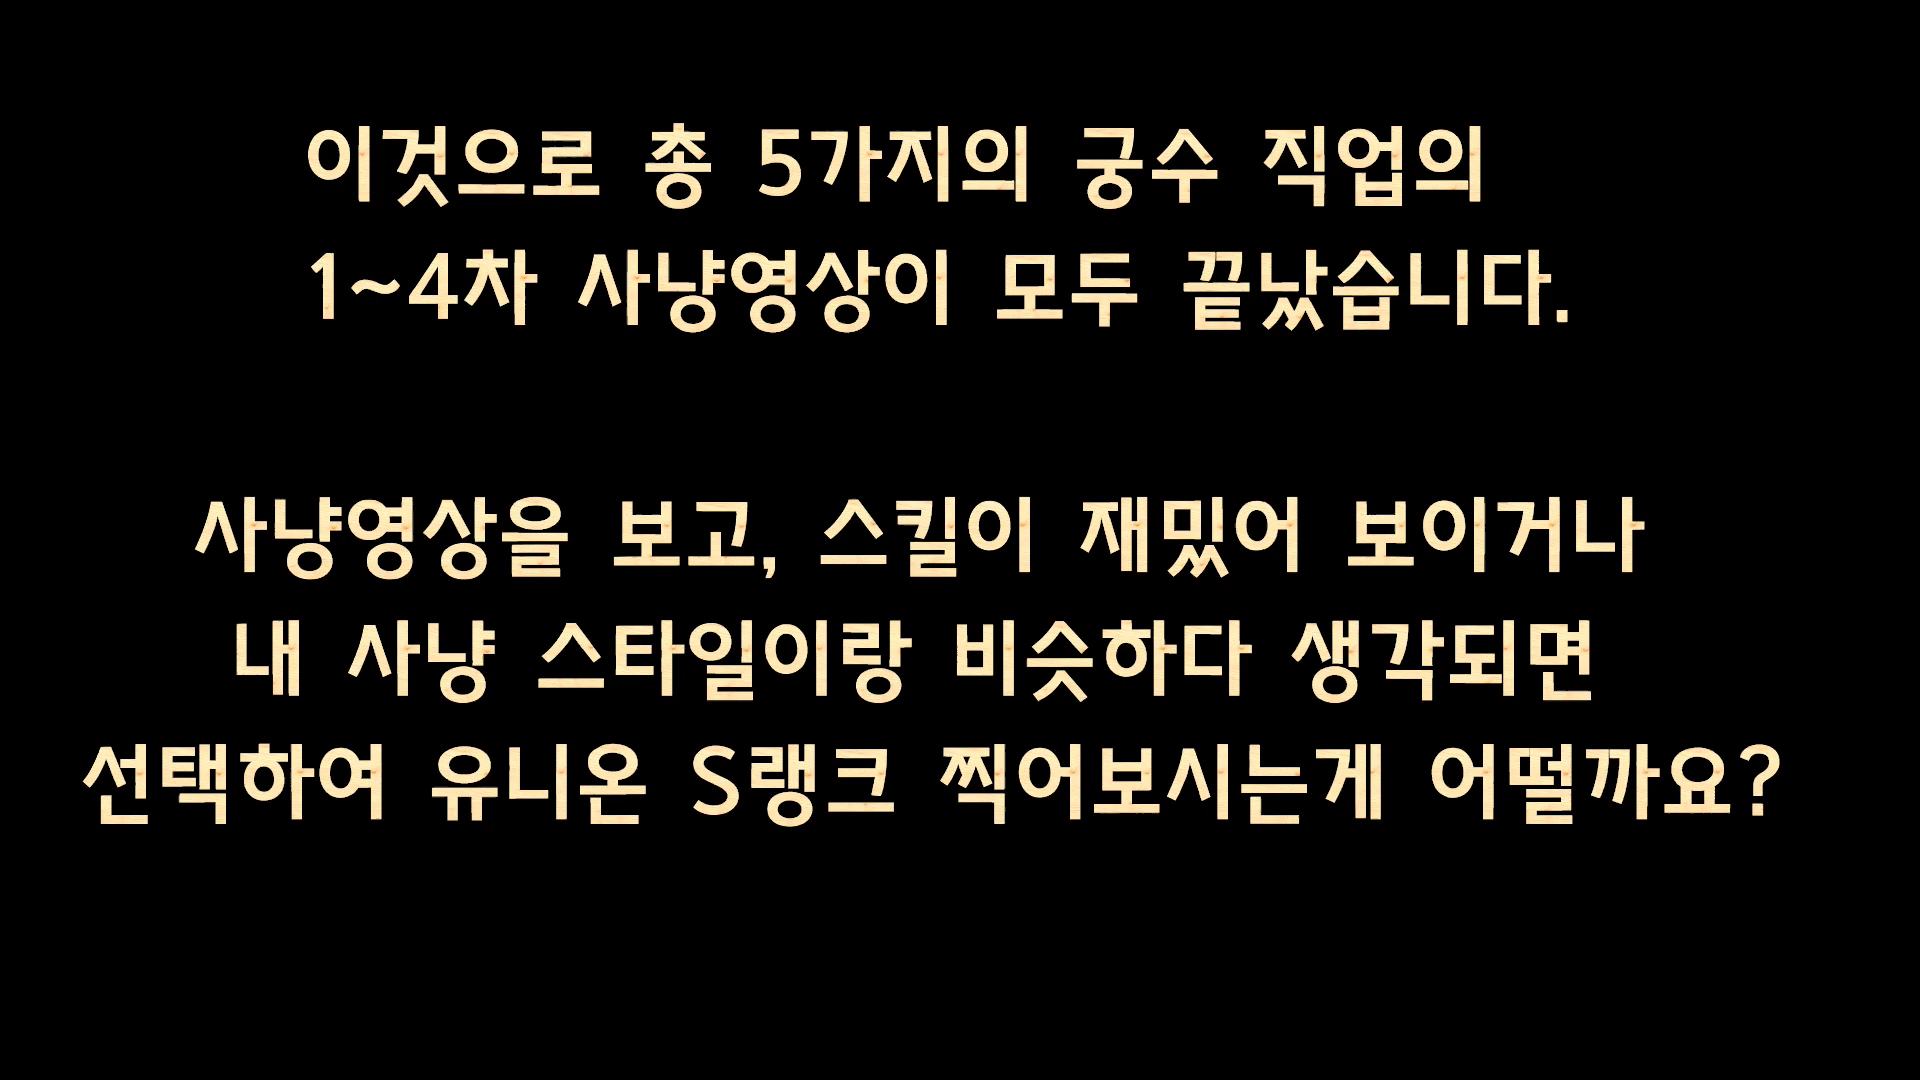 이것으로 총 5가지의 궁수 직업의
1~4차 사냥영상이 모두 끝났습니다.
사냥영상을 보고, 스킬이 재밌어 보이거나
내 사냥 스타일이랑 비슷하다 생각되면
선택하여 유니온 S랭크 찍어보시는게 어떨까요?